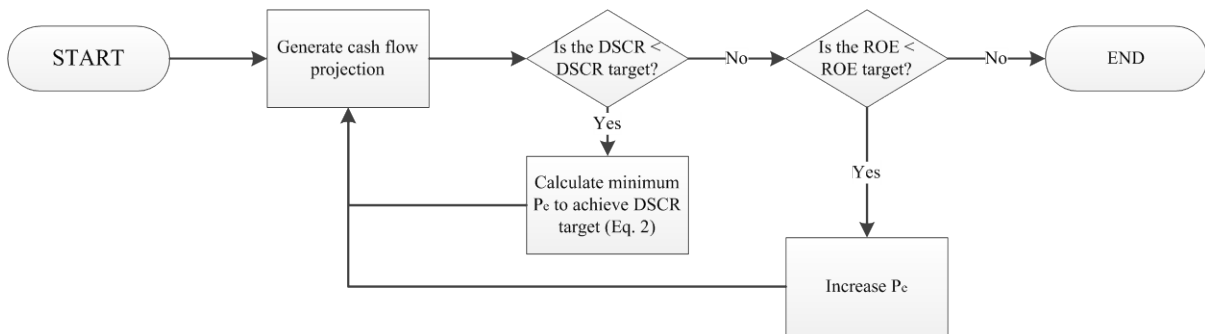 START
Generate cash flow
projection
Is the DSCR <
DSCR target?
No
Is the ROE <
ROE target?
No
END
Yes
Calculate minimum
Pe to achieve DSCR
target (Eq. 2)
Yes
Increase Pe